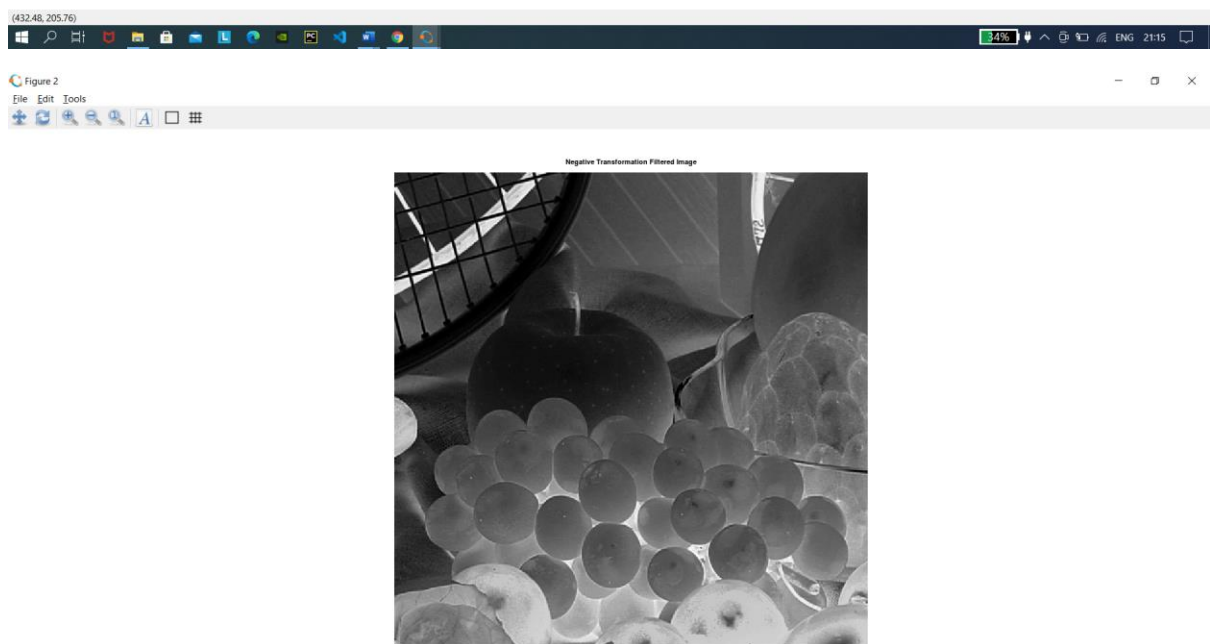 (432.48, 205.76)
34% ENG 21:15
Figure 2
File Edit Tools
A
Negative Transformation Filtered Image